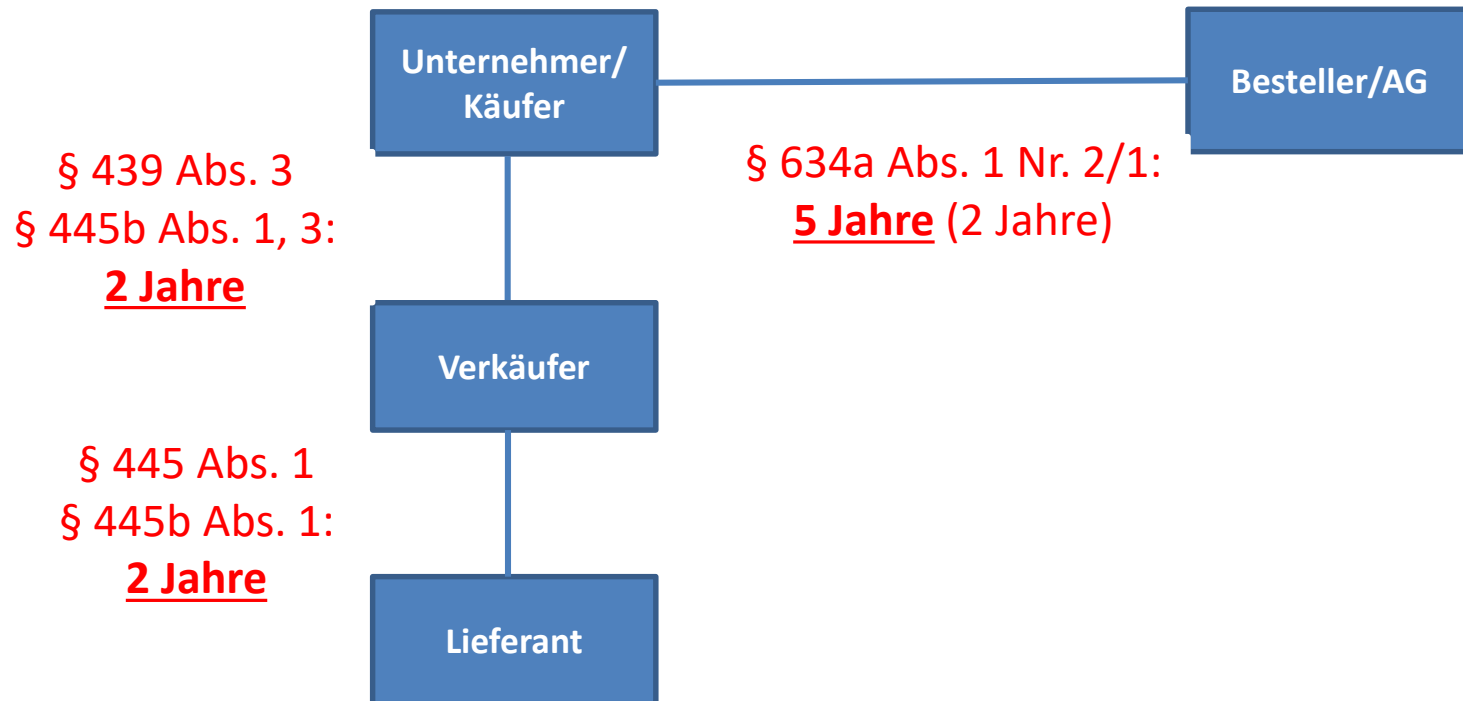 Unternehmer/
Käufer
Besteller/AG
§ 439 Abs. 3
§ 445b Abs. 1, 3:
2 Jahre
§ 634a Abs. 1 Nr. 2/1:
5 Jahre (2 Jahre)
Verkäufer
§ 445 Abs. 1
§ 445b Abs. 1:
2 Jahre
Lieferant